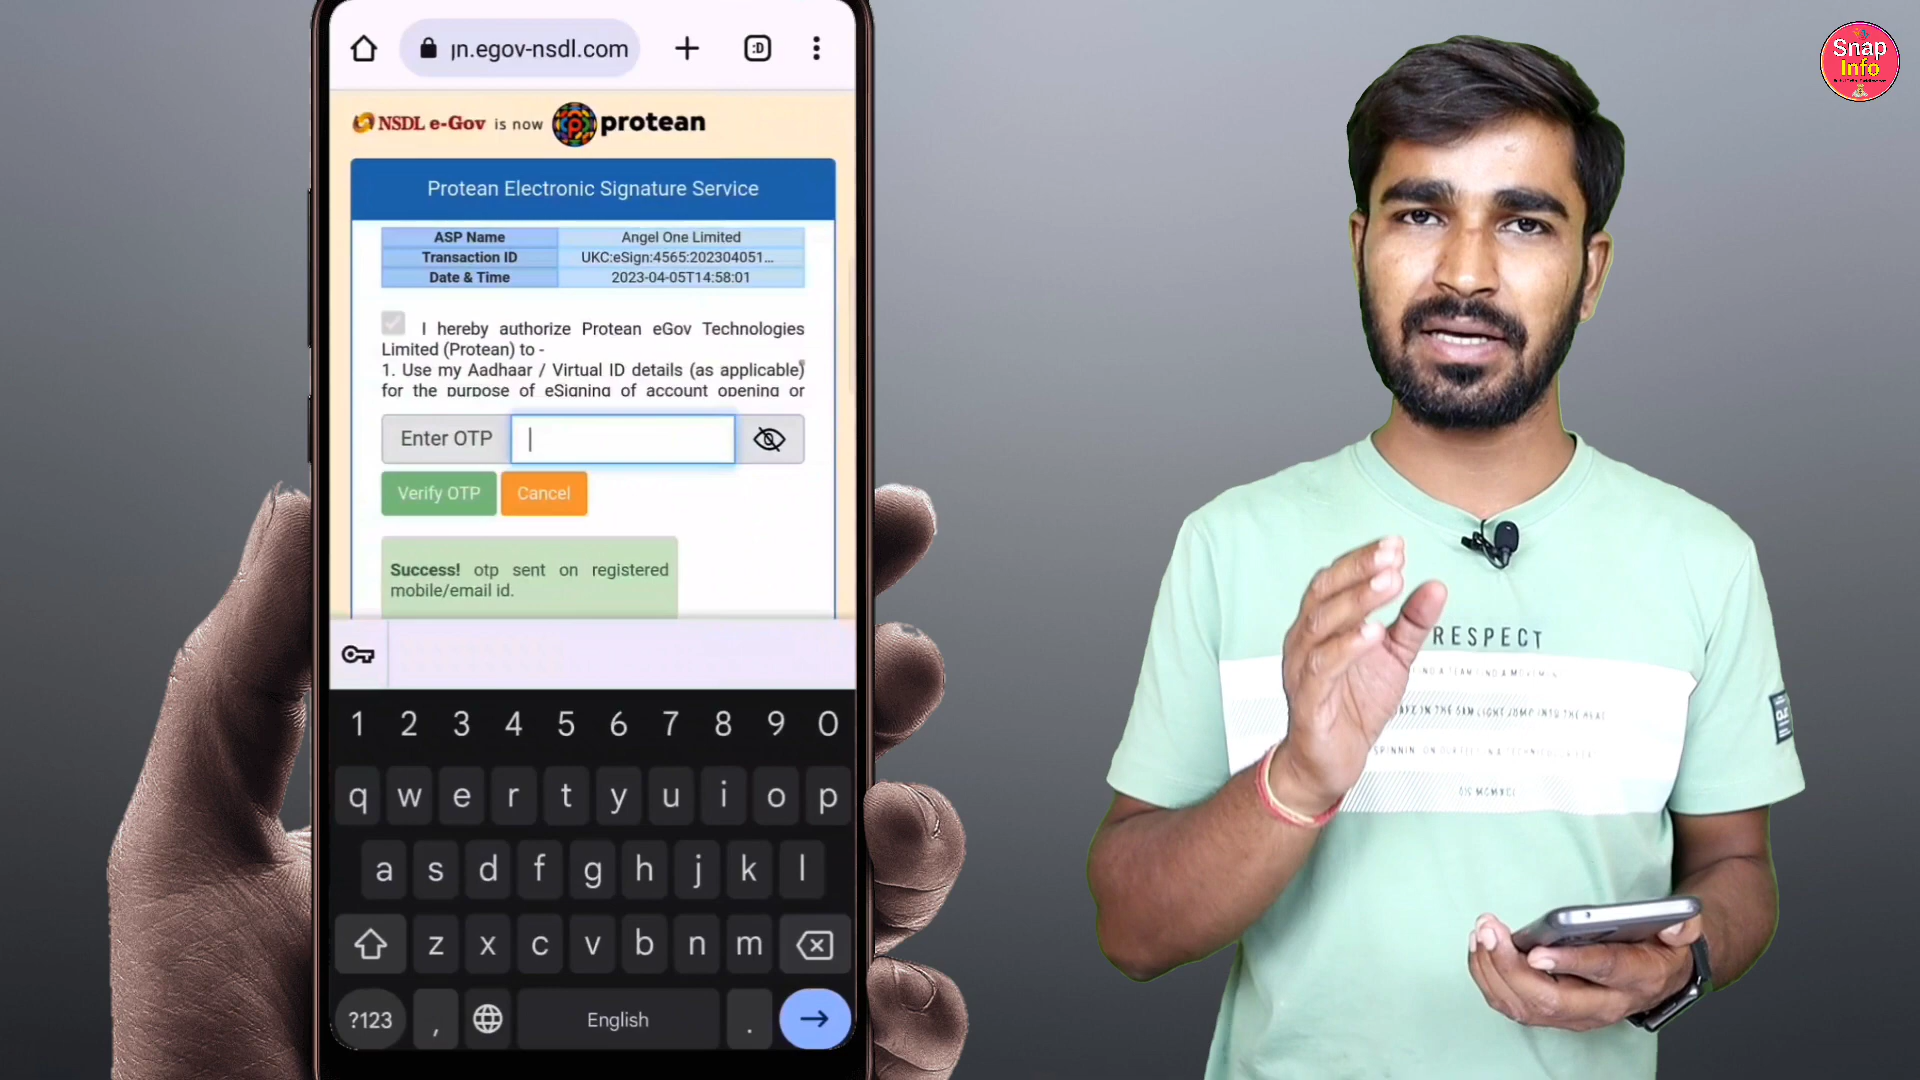 ɲn.egov-nsdl.com
:D
NSDL e-Gov is now protean
Protean Electronic Signature Service
ASP Name Angel One Limited
Transaction ID UKC:eSign:4565:202304051...
Date & Time 2023-04-05T14:58:01
I hereby authorize Protean eGov Technologies
Limited (Protean) to -
1. Use my Aadhaar / Virtual ID details (as applicable)
for the purpose of eSigning of account opening or
Enter OTP
Verify OTP Cancel
Success! otp sent on registered
mobile/email id.
1 2 3 4 5 6 7 8 9 0
q w e r t y u i o p
a s d f g h j k l
z x c v b n m
?123 , English .
Snap
Info
RESPECT